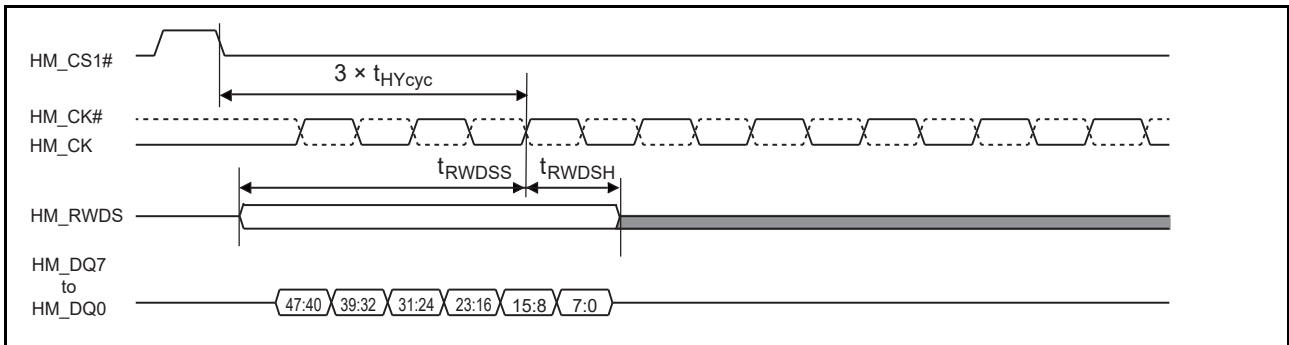 HM_CS1#
3 × tHYcyc
HM_CK#
HM_CK
tRWDSS
tRWDSH
HM_RWDS
HM_DQ7
to
HM_DQ0
47:40 39:32 31:24 23:16 15:8 7:0